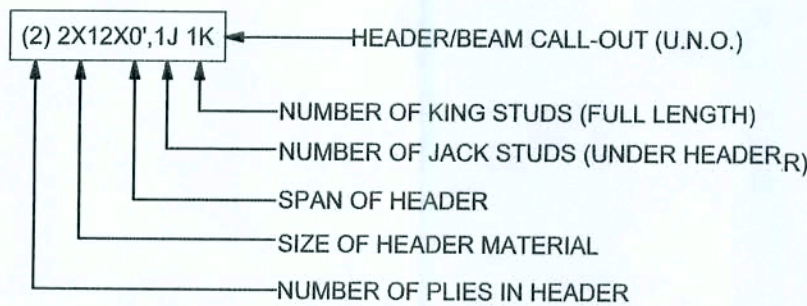 (2) 2X12X0',1J 1K
HEADER/BEAM CALL-OUT (U.N.O.)
NUMBER OF KING STUDS (FULL LENGTH)
NUMBER OF JACK STUDS (UNDER HEADERR)
SPAN OF HEADER
SIZE OF HEADER MATERIAL
NUMBER OF PLIES IN HEADER